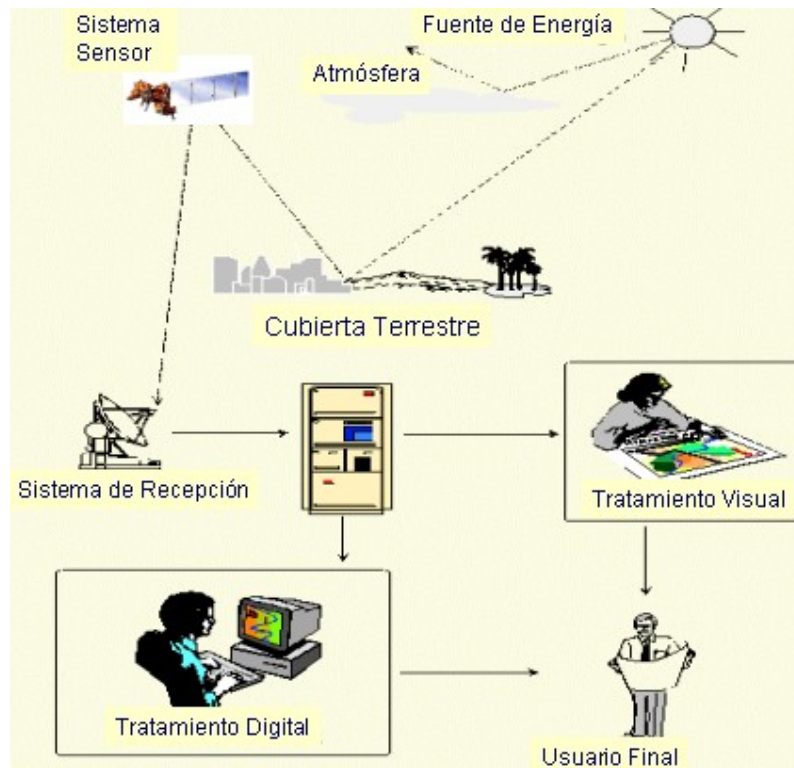 Sistema
Sensor
Fuente de Energía
Atmósfera
Cubierta Terrestre
Sistema de Recepción
Tratamiento Visual
Tratamiento Digital
Usuario Final